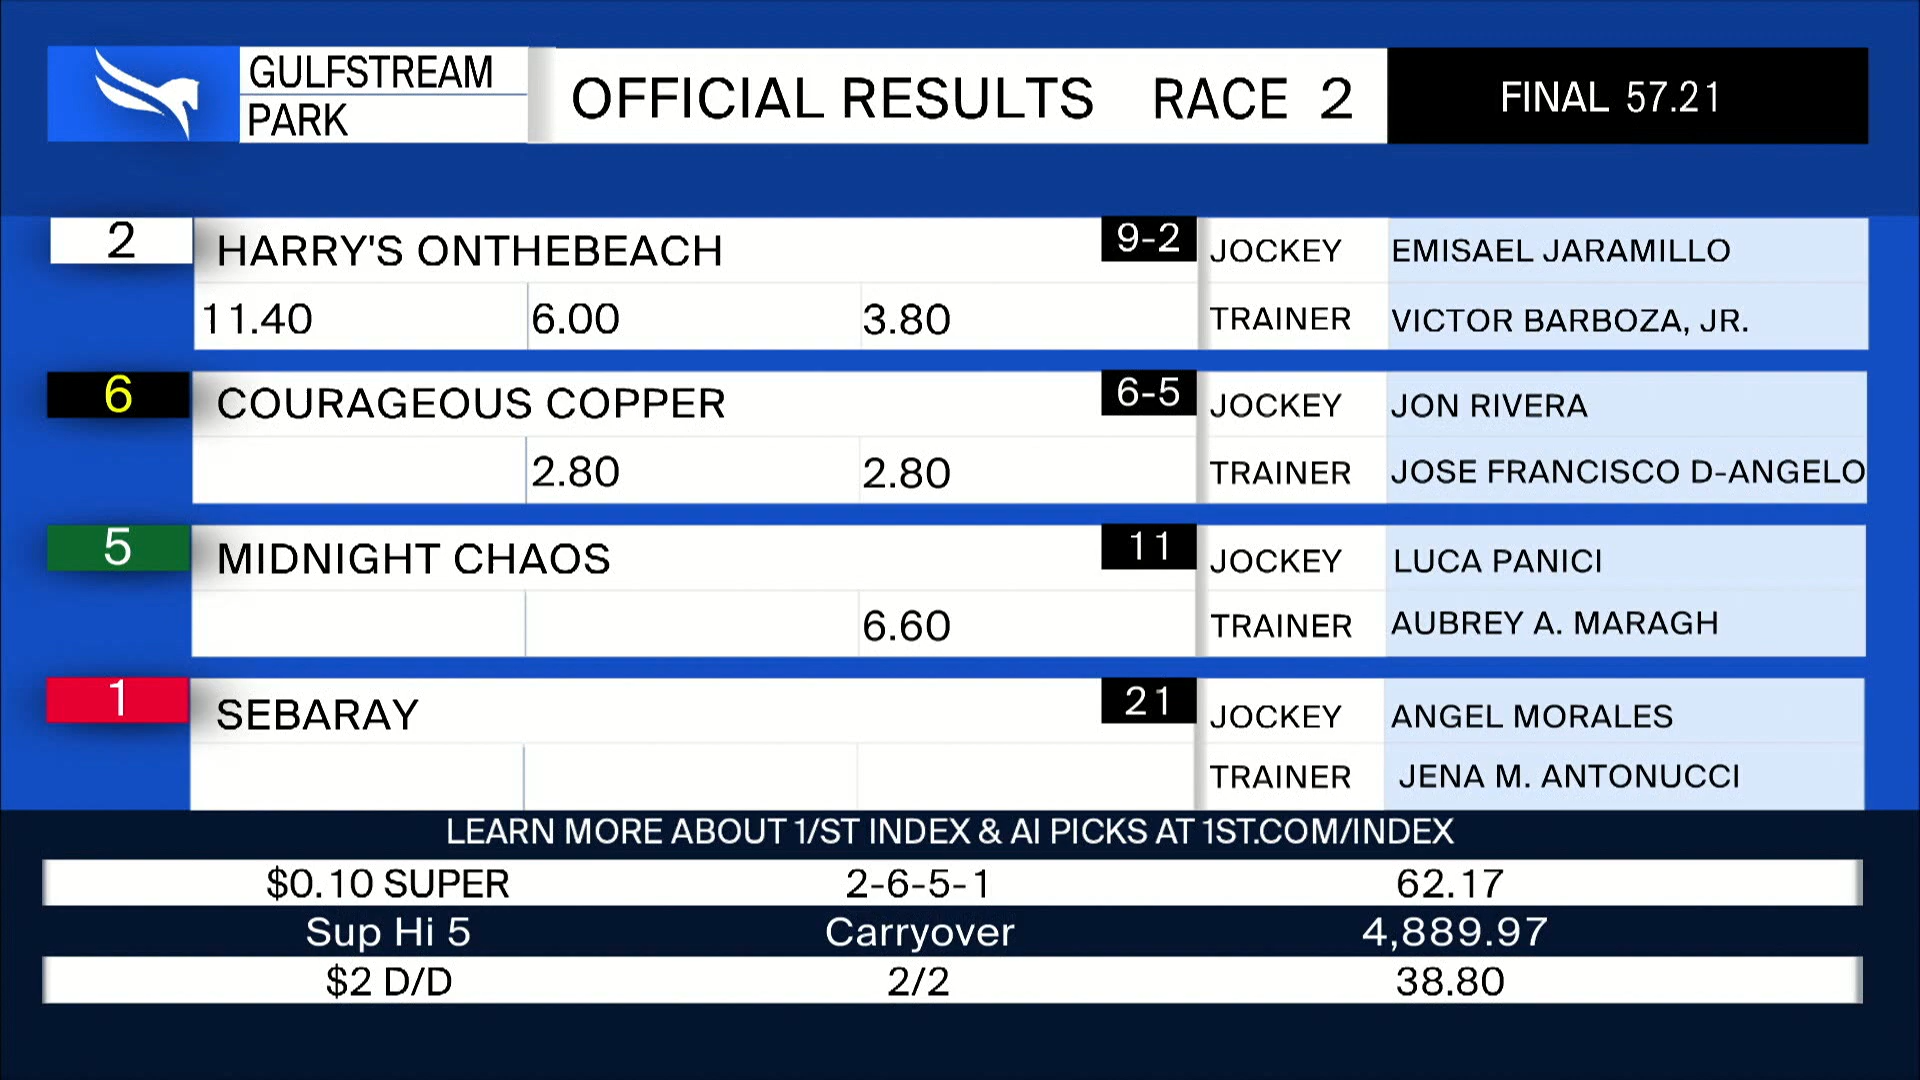 GULFSTREAM
PARK
OFFICIAL RESULTS RACE 2
FINAL 57.21
2 HARRY'S ONTHEBEACH 9-2 JOCKEY EMISAEL JARAMILLO
11.40 6.00 3.80 TRAINER VICTOR BARBOZA, JR.
6 COURAGEOUS COPPER 6-5 JOCKEY JON RIVERA
2.80 2.80 TRAINER JOSE FRANCISCO D-ANGELO
5 MIDNIGHT CHAOS 11 JOCKEY LUCA PANICI
6.60 TRAINER AUBREY A. MARAGH
1 SEBARAY 21 JOCKEY ANGEL MORALES
TRAINER JENA M. ANTONUCCI
LEARN MORE ABOUT 1/ST INDEX & AI PICKS AT 1ST.COM/INDEX
$0.10 SUPER 2-6-5-1 62.17
Sup Hi 5 Carryover 4,889.97
$2 D/D 2/2 38.80